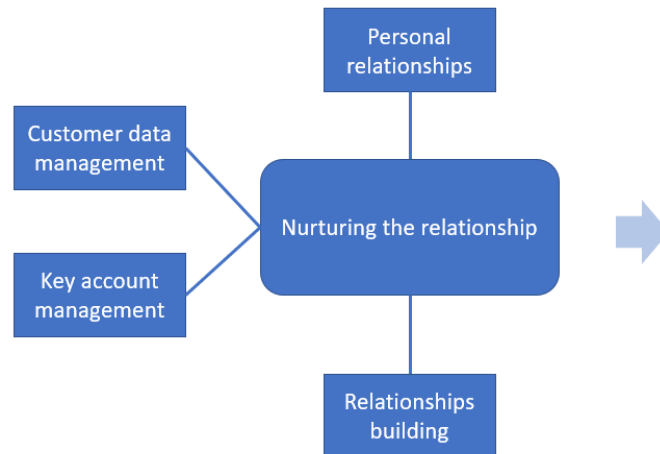 Personal
relationships
Customer data
management
Nurturing the relationship
Key account
management
Relationships
building